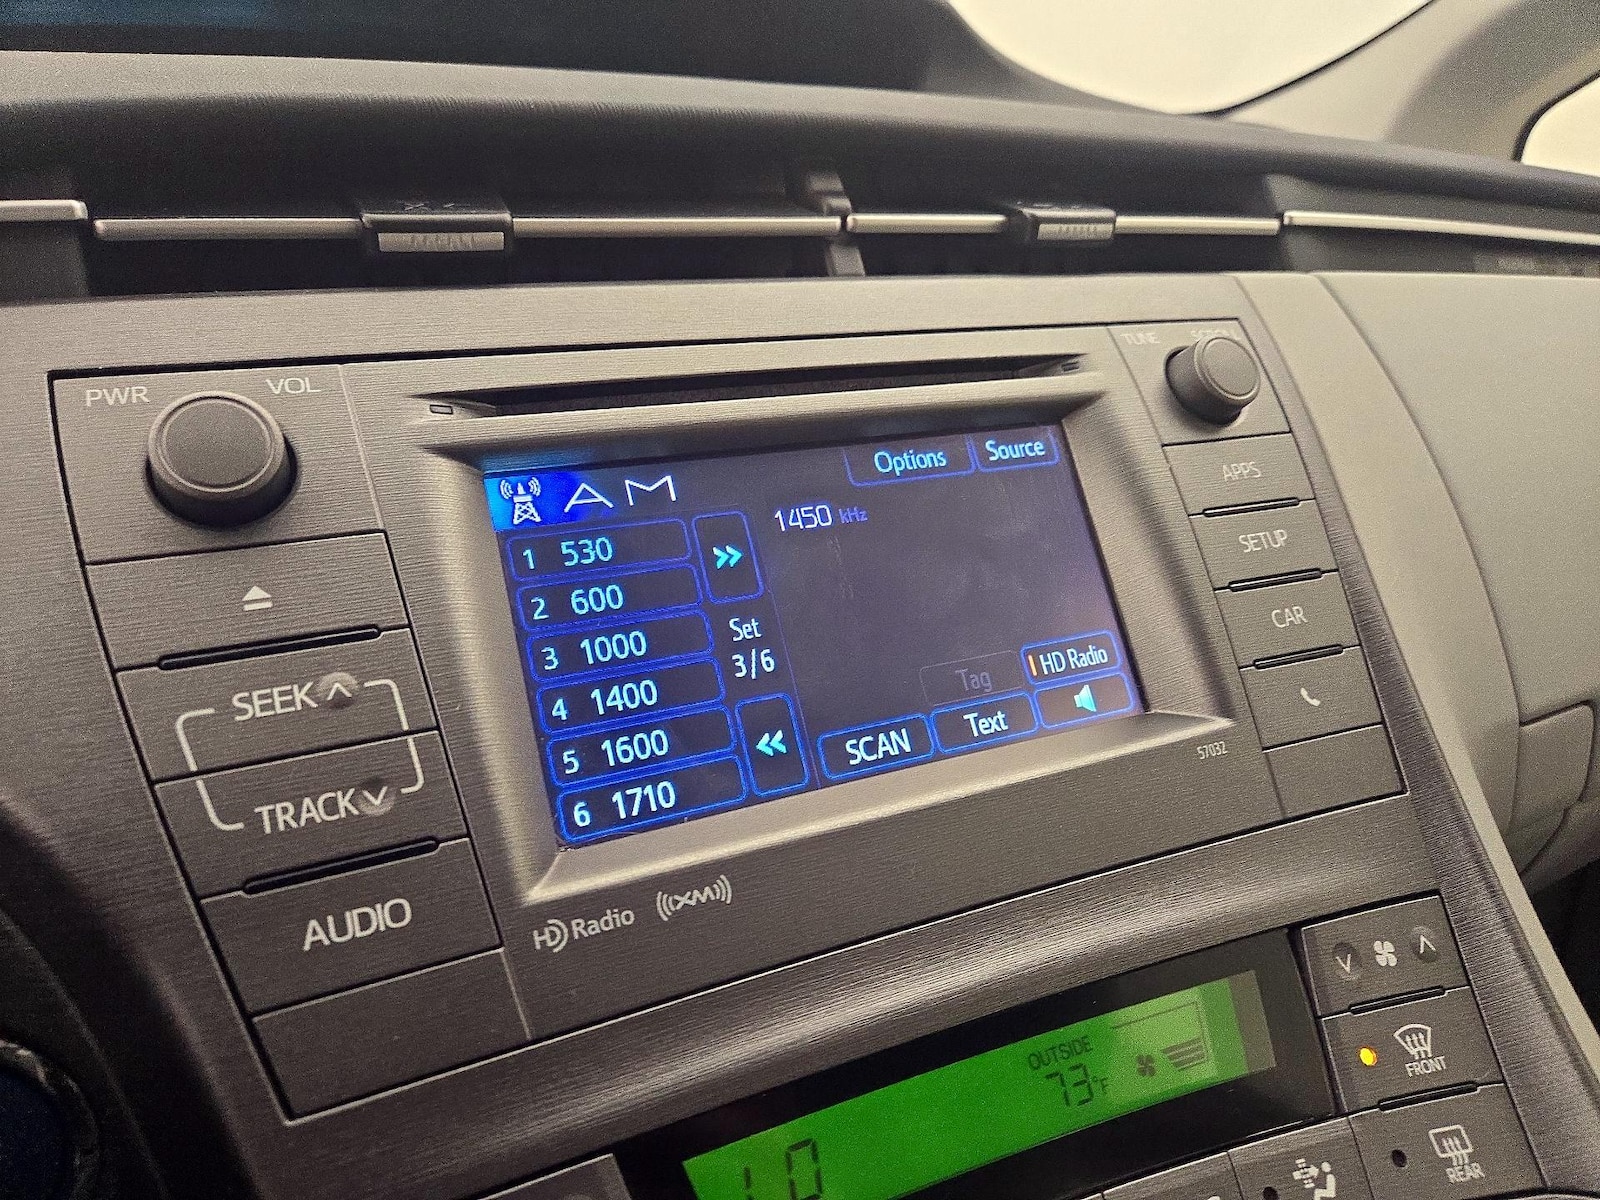 PWR VOL
TUNE SCROLL
AM
Options
Source
1450 kHz
1 530
2 600
3 1000
4 1400
5 1600
6 1710
Set
3/6
Tag
HD Radio
SCAN
Text
SEEK
TRACK
AUDIO
HD Radio
((XM))
APPS
SETUP
CAR
57032
OUTSIDE
73°F
FRONT
REAR